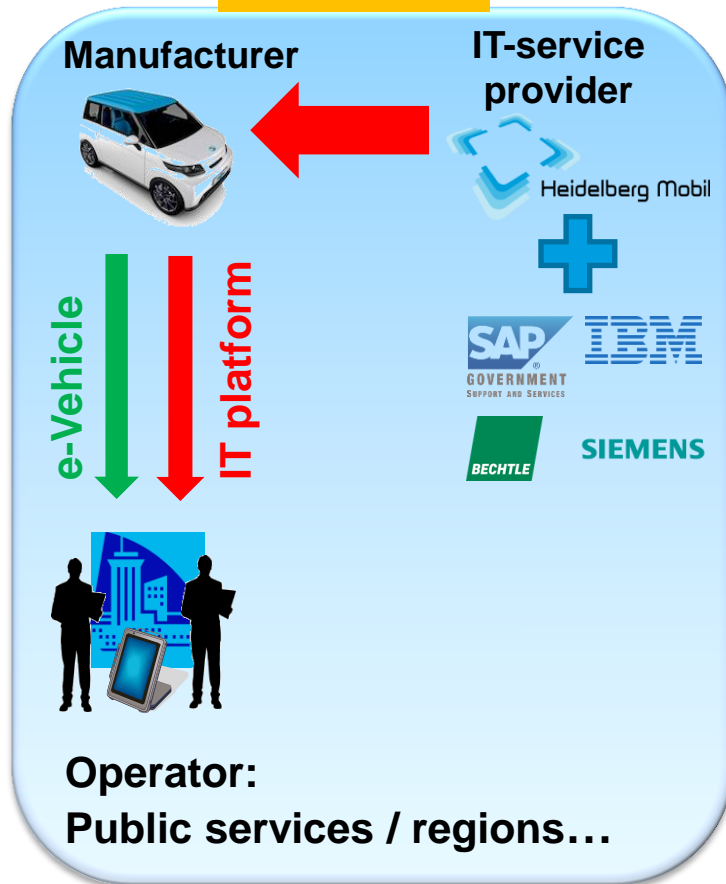 Manufacturer
IT-service
provider
Heidelberg Mobil
SAP
®
GOVERNMENT
SUPPORT AND SERVICES
IBM
BECHTLE
SIEMENS
e-Vehicle
IT platform
Operator:
Public services / regions…